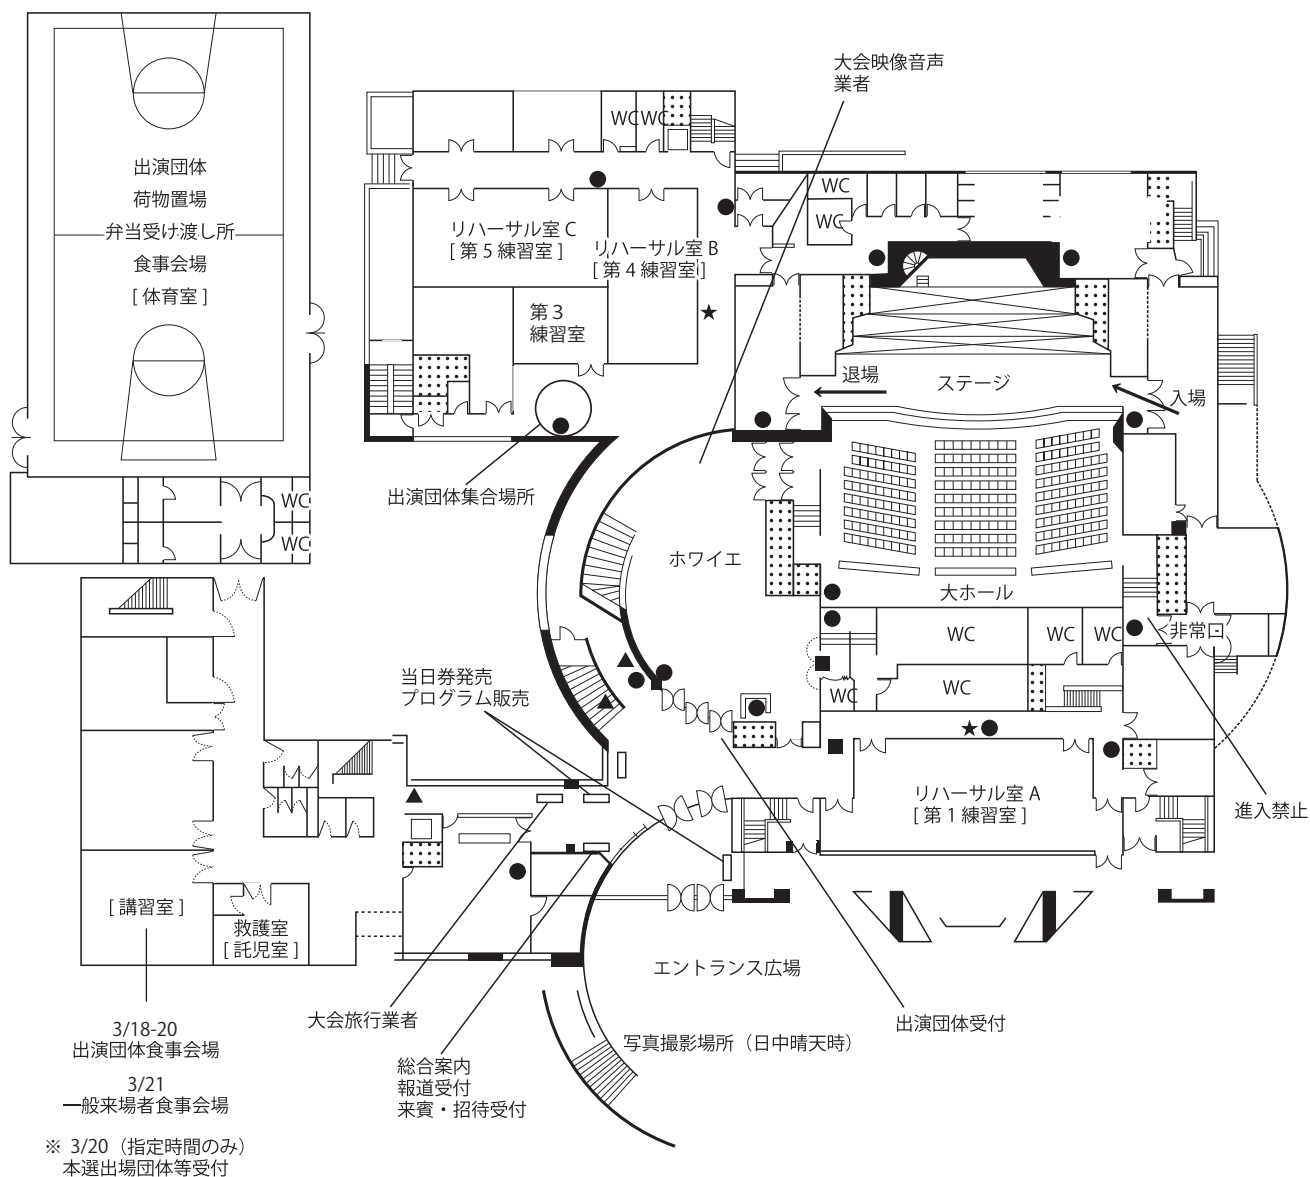 大会映像音声
業者
WC
WC
出演団体
荷物置場
弁当受け渡し所
食事会場
[ 体育室 ]
WC
WC
リハーサル室 C
[ 第 5 練習室 ]
リハーサル室 B
[ 第 4 練習室 ]
第 3
練習室
退場
ステージ
入場
出演団体集合場所
WC
WC
ホワイエ
大ホール
非常口
WC
WC
WC
WC
WC
当日券発売
プログラム販売
リハーサル室 A
[ 第 1 練習室 ]
進入禁止
[ 講習室 ]
救護室
[ 託児室 ]
エントランス広場
大会旅行業者
出演団体受付
写真撮影場所（日中晴天時）
3/18-20
出演団体食事会場
総合案内
報道受付
来賓・招待受付
3/21
一般来場者食事会場
※ 3/20（指定時間のみ）
本選出場団体等受付